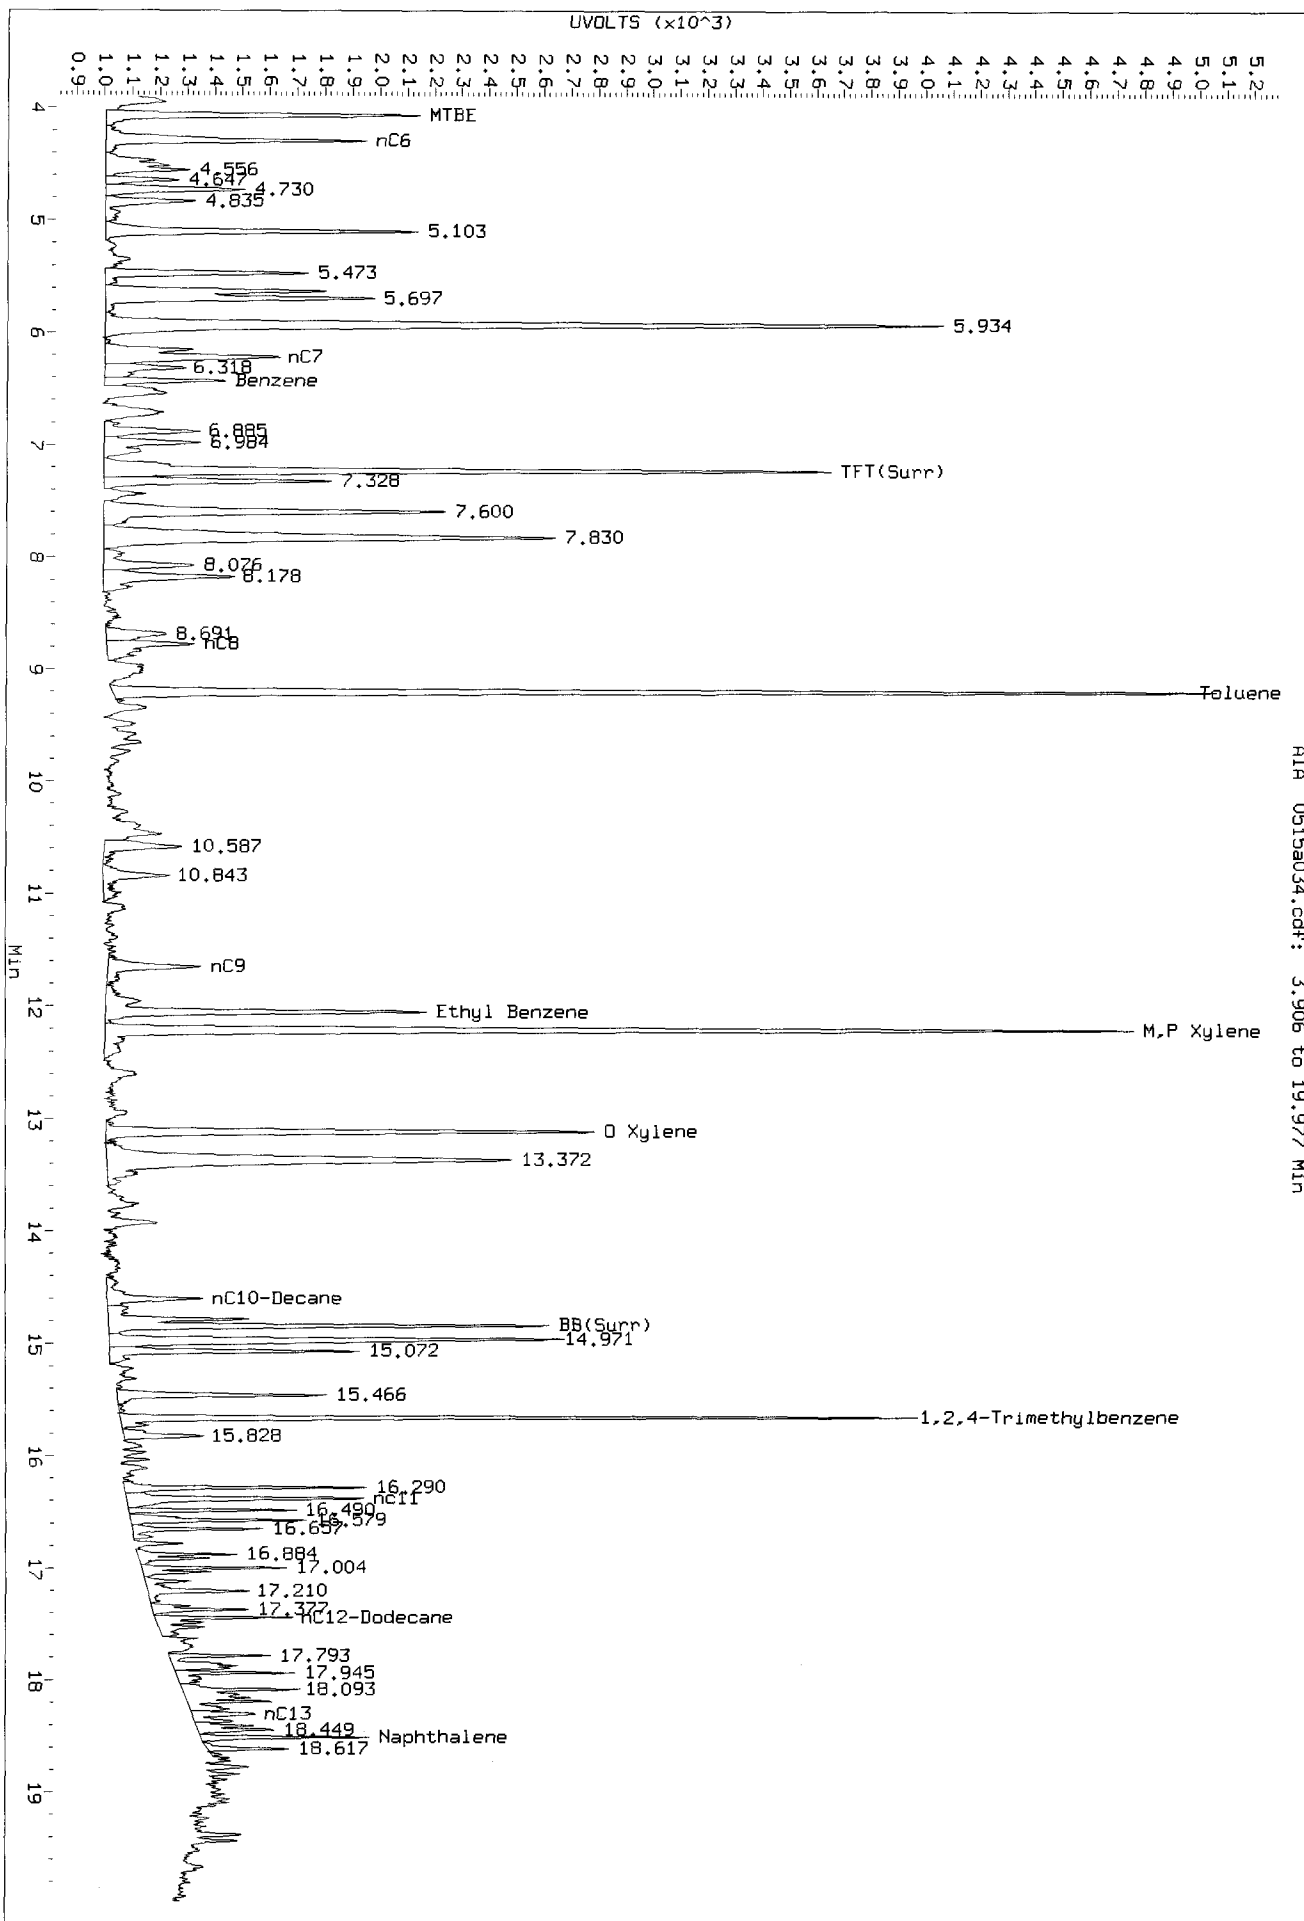 UVOLTS (x10^3)
0.9 1.0 1.1 1.2 1.3 1.4 1.5 1.6 1.7 1.8 1.9 2.0 2.1 2.2 2.3 2.4 2.5 2.6 2.7 2.8 2.9 3.0 3.1 3.2 3.3 3.4 3.5 3.6 3.7 3.8 3.9 4.0 4.1 4.2 4.3 4.4 4.5 4.6 4.7 4.8 4.9 5.0 5.1 5.2
4
MTBE
nC6
4.556
4.647
4.730
4.835
5
5.103
5.473
5.697
5.934
6
nC7
6.318
Benzene
6.885
6.984
7
TFT(Surr)
7.328
7.600
7.830
8
8.076
8.178
8.691
nC8
9
Toluene
AIA 0515a034.cdf: 3.906 to 19.977 Min
10
10.587
10.843
11
nC9
Min
12
Ethyl Benzene
M,P Xylene
13
O Xylene
13.372
14
nC10-Decane
BB(Surr)
14.971
15
15.072
15.466
1,2,4-Trimethylbenzene
15.828
16
16.290
nc11
16.490
16.579
16.657
16.884
17
17.004
17.210
17.377
nC12-Dodecane
17.793
17.945
18
18.093
nC13
18.449
Naphthalene
18.617
19